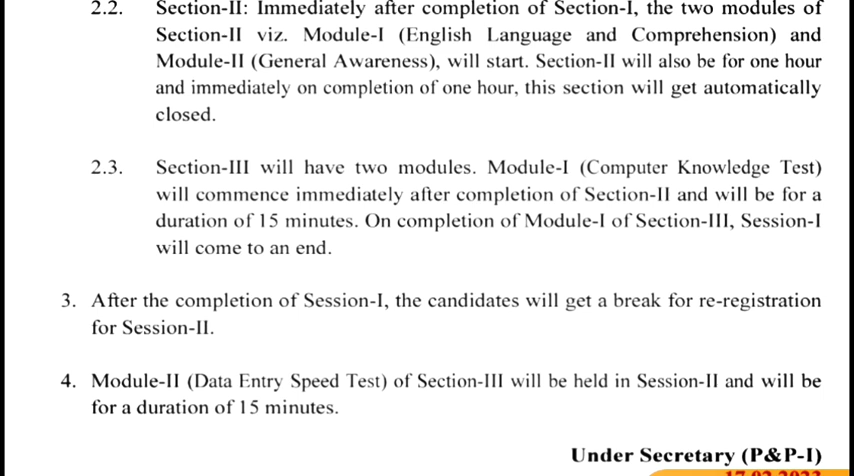 2.2. Section-II: Immediately after completion of Section-I, the two modules of
Section-II viz. Module-I (English Language and Comprehension) and
Module-II (General Awareness), will start. Section-II will also be for one hour
and immediately on completion of one hour, this section will get automatically
closed.
2.3. Section-III will have two modules. Module-I (Computer Knowledge Test)
will commence immediately after completion of Section-II and will be for a
duration of 15 minutes. On completion of Module-I of Section-III, Session-I
will come to an end.
3. After the completion of Session-I, the candidates will get a break for re-registration
for Session-II.
4. Module-II (Data Entry Speed Test) of Section-III will be held in Session-II and will be
for a duration of 15 minutes.
Under Secretary (P&P-I)